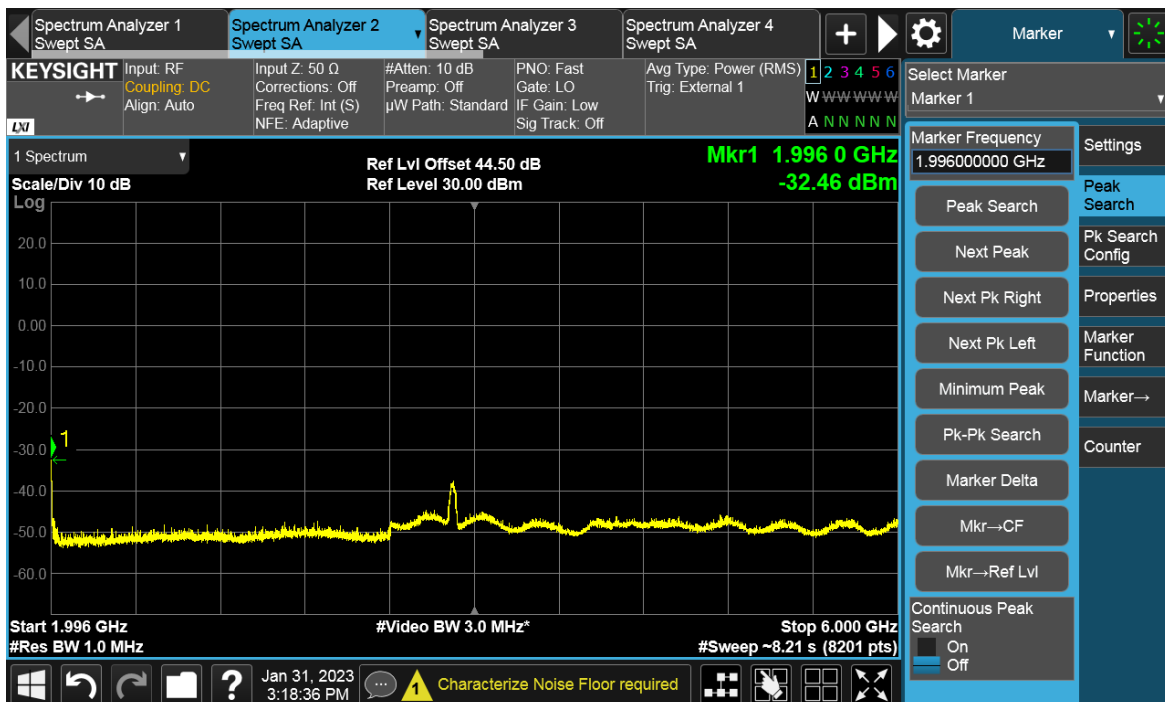 Spectrum Analyzer 1
Swept SA
Spectrum Analyzer 2
Swept SA
Spectrum Analyzer 3
Swept SA
Spectrum Analyzer 4
Swept SA
Marker
KEYSIGHT
Input: RF
Coupling: DC
Align: Auto
LXI
Input Z: 50 Ω
Corrections: Off
Freq Ref: Int (S)
NFE: Adaptive
#Atten: 10 dB
Preamp: Off
µW Path: Standard
PNO: Fast
Gate: LO
IF Gain: Low
Sig Track: Off
Avg Type: Power (RMS)
Trig: External 1
1 2 3 4 5 6
W W W W W W
A N N N N N
Select Marker
Marker 1
1 Spectrum
Scale/Div 10 dB
Log
Ref Lvl Offset 44.50 dB
Ref Level 30.00 dBm
Mkr1 1.996 0 GHz
-32.46 dBm
20.0
10.0
0.00
-10.0
-20.0
-30.0
-40.0
-50.0
-60.0
1
Start 1.996 GHz
#Res BW 1.0 MHz
#Video BW 3.0 MHz*
Stop 6.000 GHz
#Sweep ~8.21 s (8201 pts)
Marker Frequency
1.996000000 GHz
Peak Search
Next Peak
Next Pk Right
Next Pk Left
Minimum Peak
Pk-Pk Search
Marker Delta
Mkr→CF
Mkr→Ref Lvl
Continuous Peak
Search
On
Off
Settings
Peak
Search
Pk Search
Config
Properties
Marker
Function
Marker→
Counter
?
Jan 31, 2023
3:18:36 PM
1
Characterize Noise Floor required